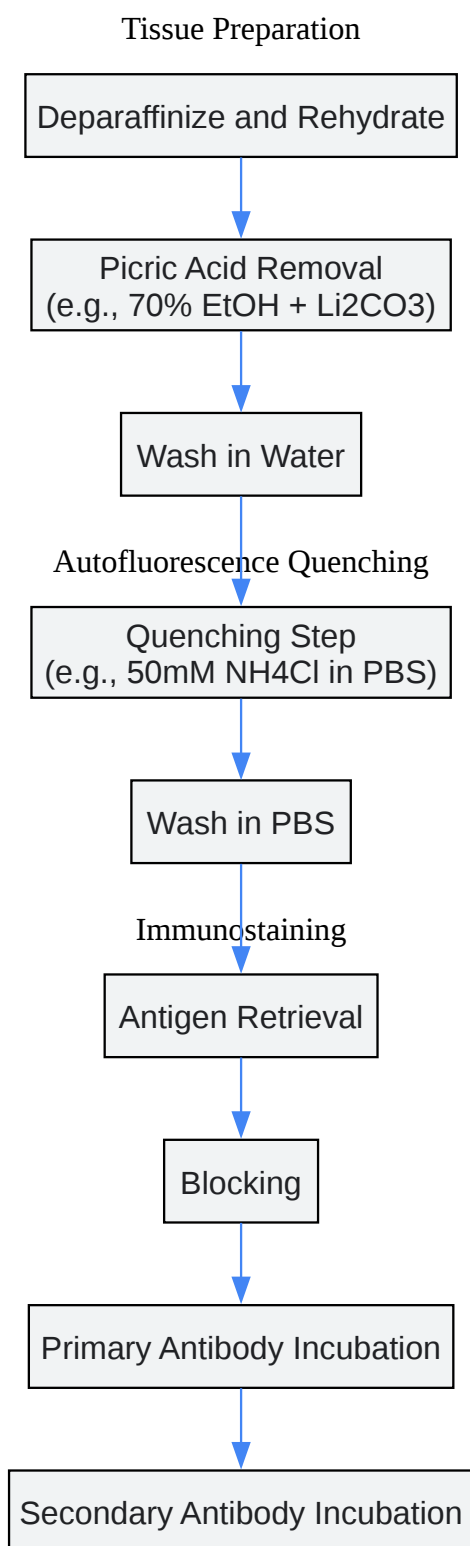 Tissue Preparation
Deparaffinize and Rehydrate
Picric Acid Removal
(e.g., 70% EtOH + Li2CO3)
Wash in Water
Autofluorescence Quenching
Quenching Step
(e.g., 50mM NH4Cl in PBS)
Wash in PBS
Immunostaining
Antigen Retrieval
Blocking
Primary Antibody Incubation
Secondary Antibody Incubation